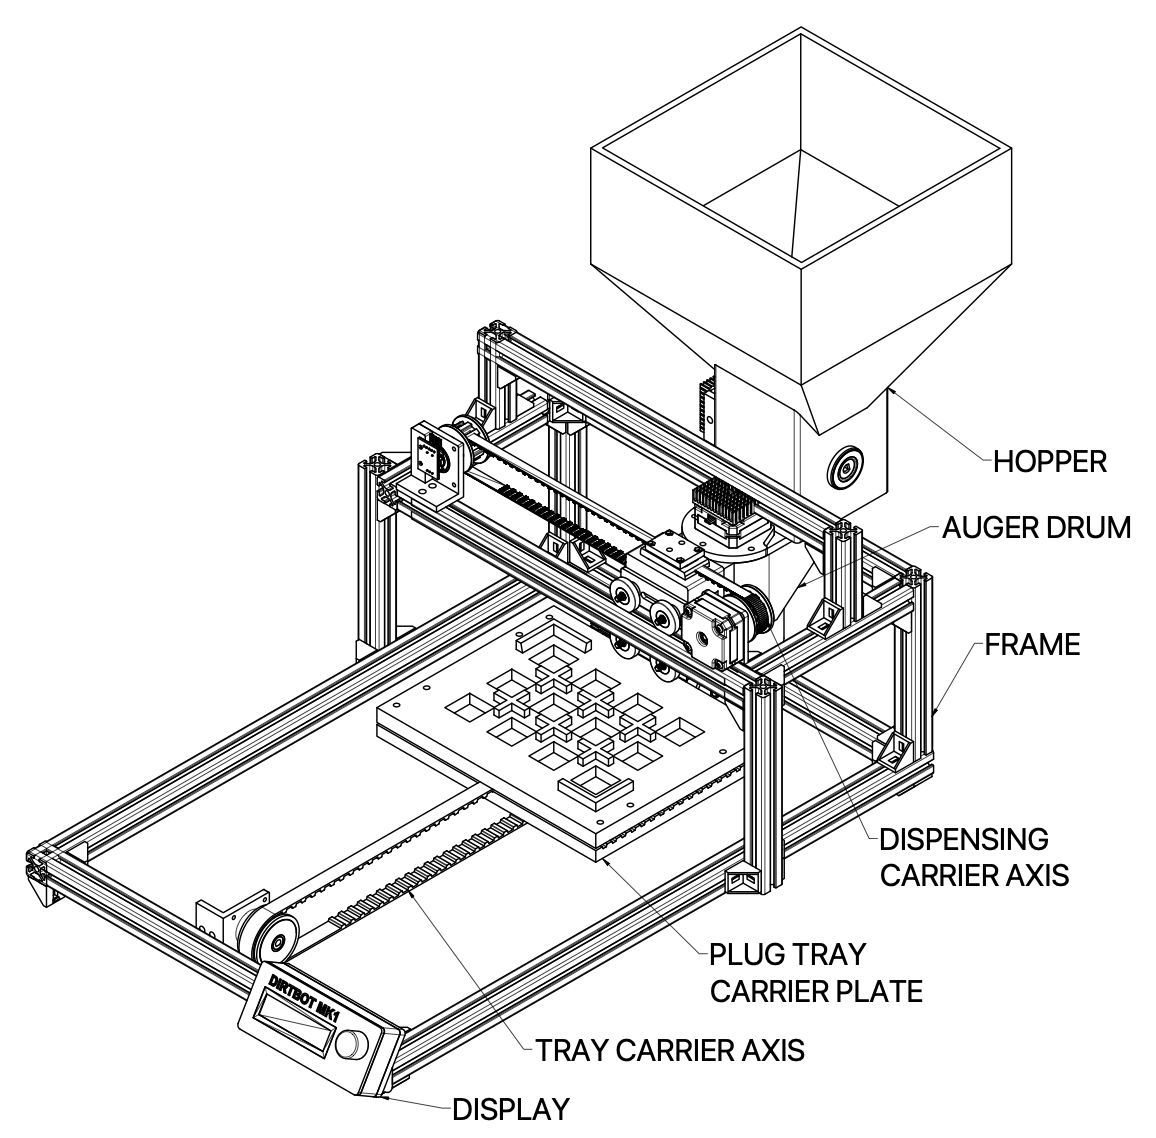 HOPPER
AUGER DRUM
FRAME
DISPENSING
CARRIER AXIS
PLUG TRAY
CARRIER PLATE
TRAY CARRIER AXIS
DIRTBOT MK1
DISPLAY